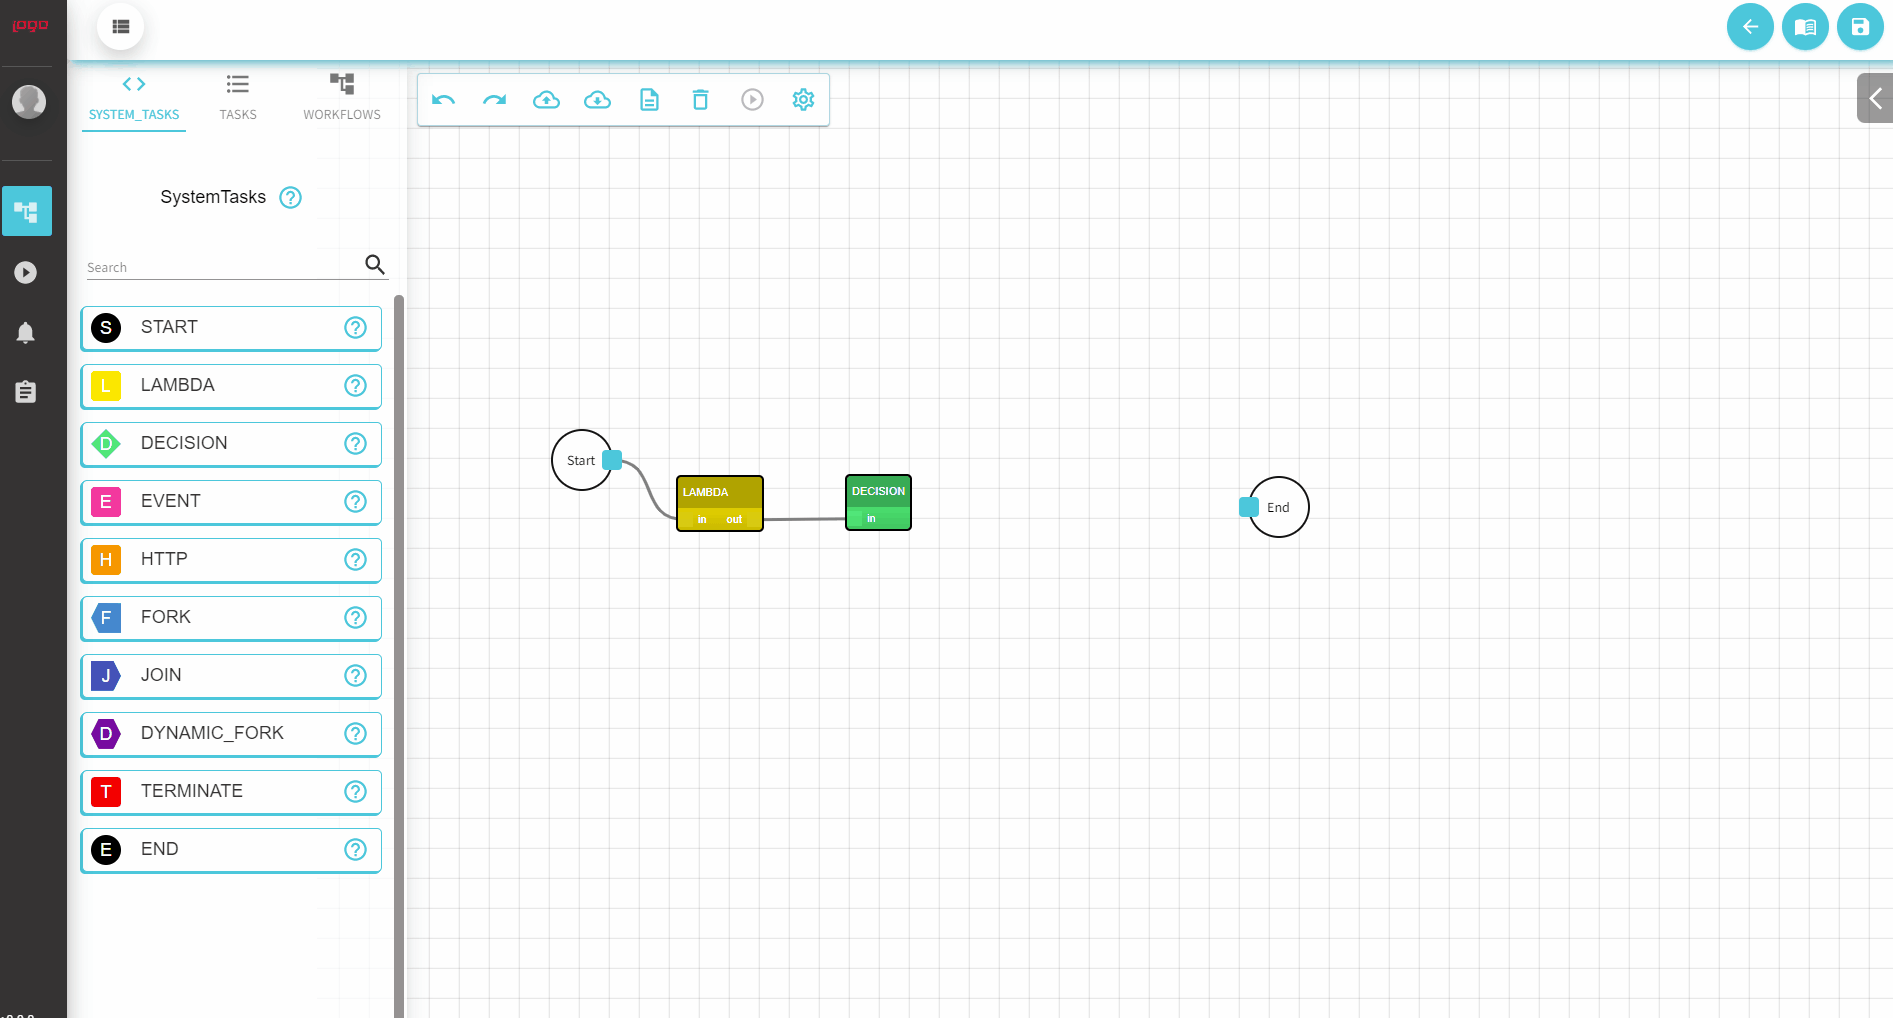 logo
SYSTEM_TASKS
TASKS
WORKFLOWS
SystemTasks ?
Search
S START ?
L LAMBDA ?
D DECISION ?
E EVENT ?
H HTTP ?
F FORK ?
J JOIN ?
D DYNAMIC_FORK ?
T TERMINATE ?
E END ?
Start
LAMBDA
in out
DECISION
in
End